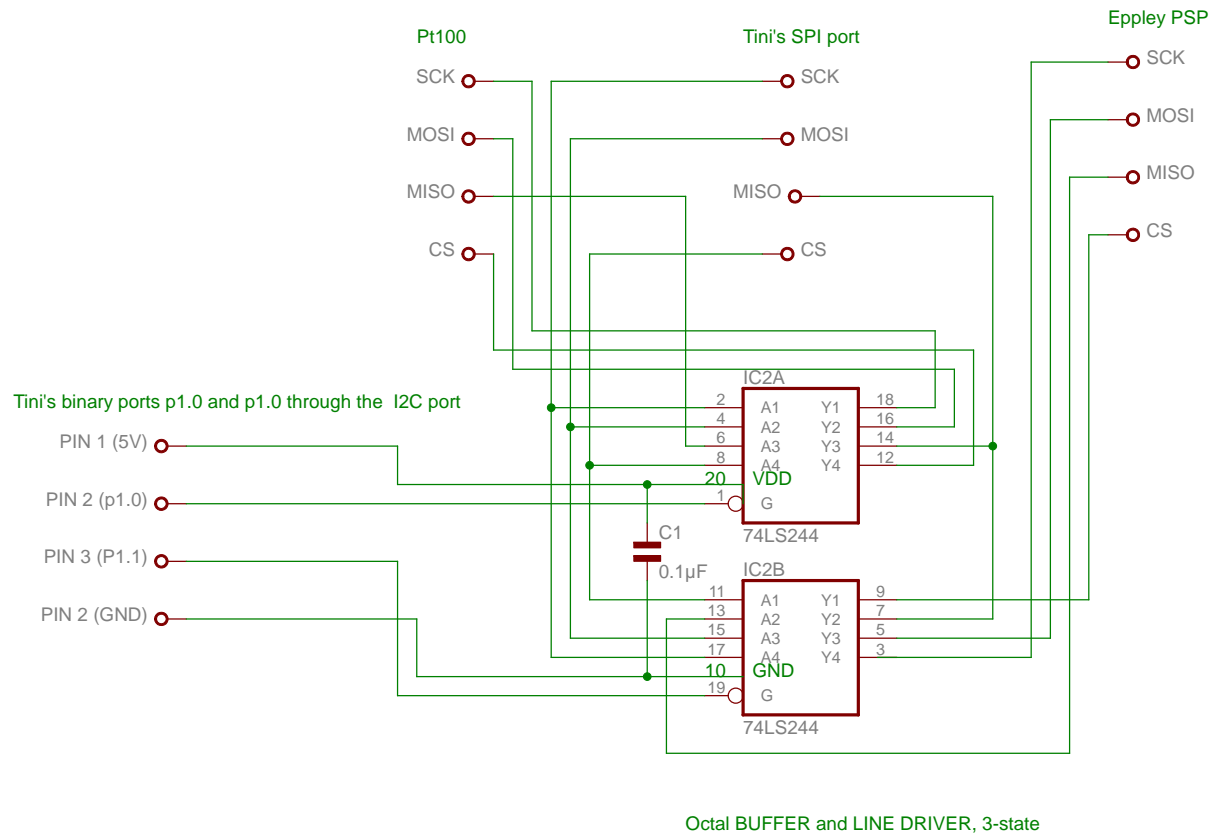 Eppley PSP
Pt100
Tini's SPI port
SCK
SCK
SCK
MOSI
MOSI
MOSI
MISO
MISO
MISO
CS
CS
CS
Tini's binary ports p1.0 and p1.0 through the I2C port
PIN 1 (5V)
PIN 2 (p1.0)
PIN 3 (P1.1)
PIN 2 (GND)
IC2A
2 A1 Y1 18
4 A2 Y2 16
6 A3 Y3 14
8 A4 Y4 12
20 VDD
1 G
74LS244
C1
0.1µF
IC2B
11 A1 Y1 9
13 A2 Y2 7
15 A3 Y3 5
17 A4 Y4 3
10 GND
19 G
74LS244
Octal BUFFER and LINE DRIVER, 3-state